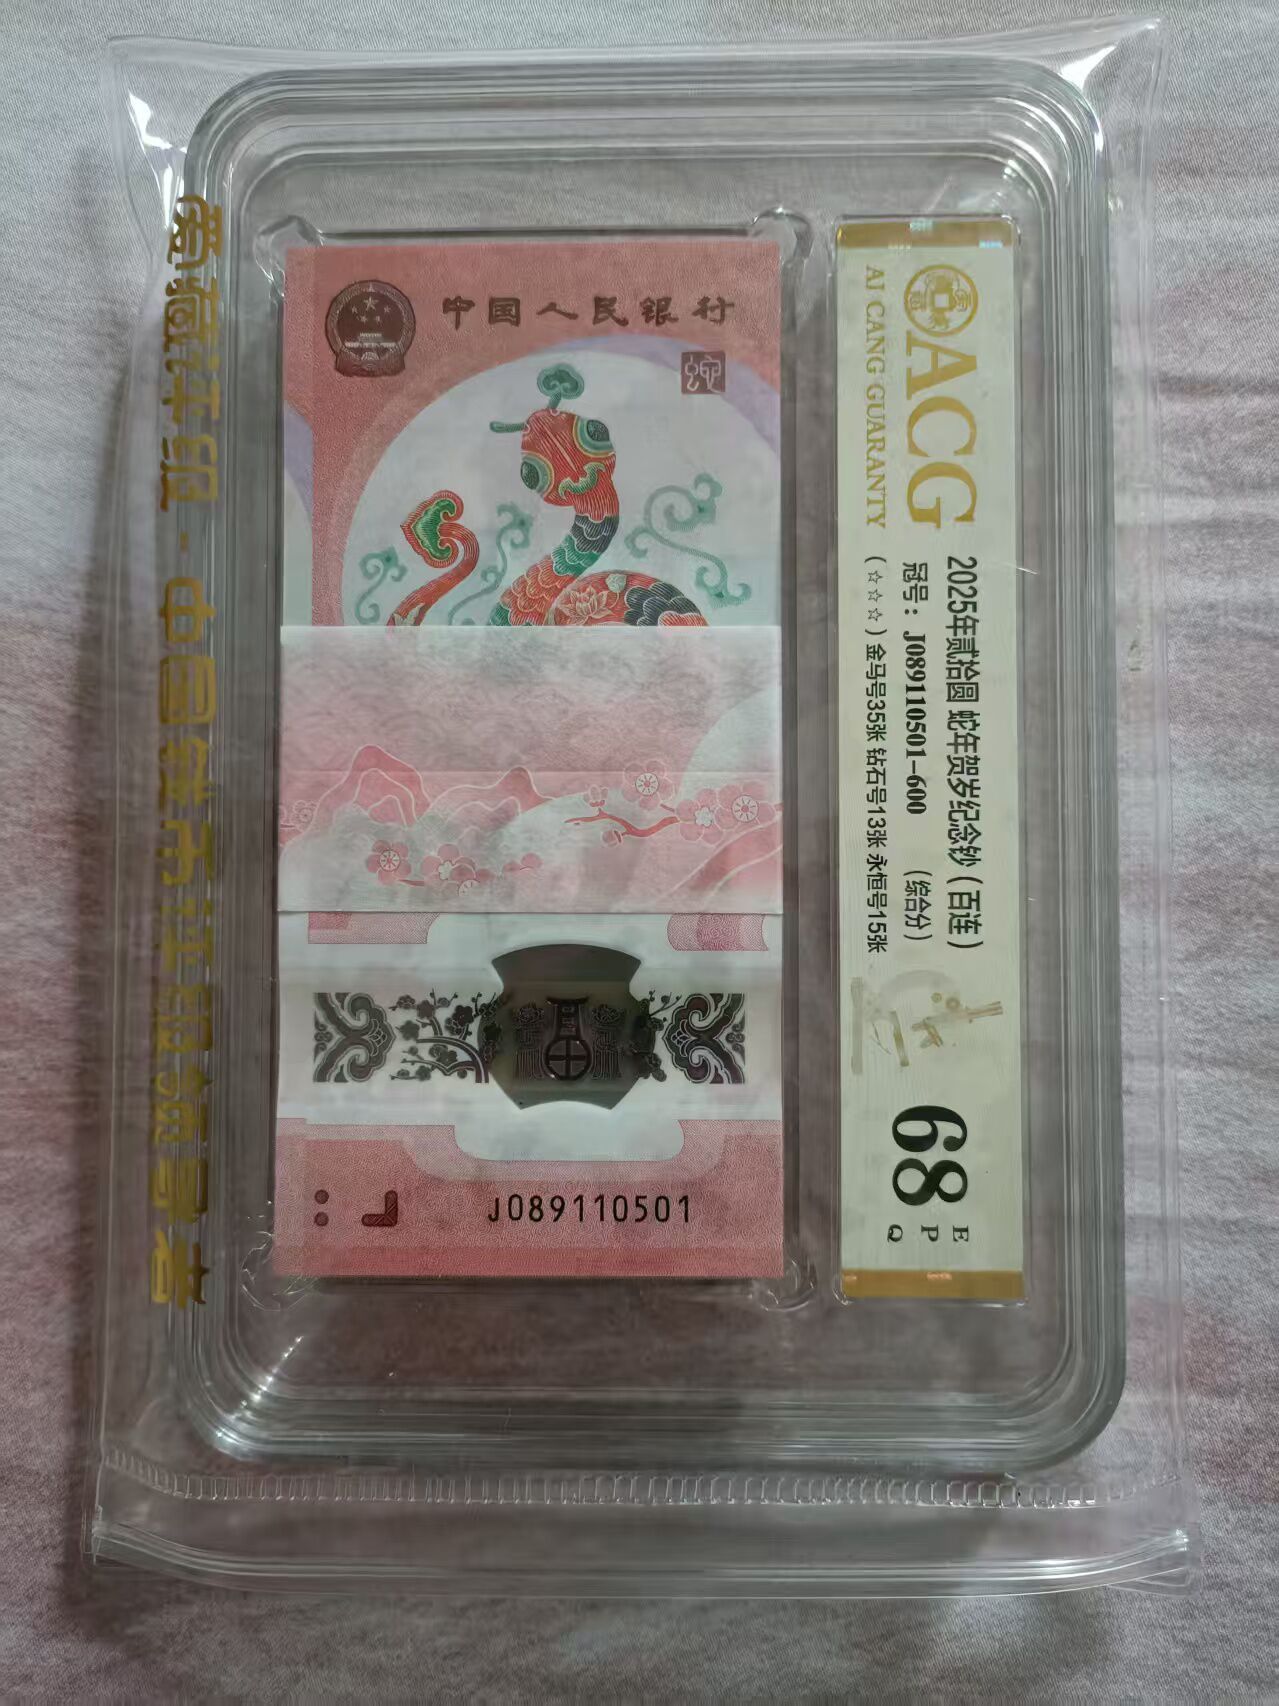 爱藏评级·中国装币评级领导者
中国人民银行
蛇
J089110501
ACG
AI CANG GUARANTY
2025年贰拾圆 蛇年贺岁纪念钞（百连）
冠号：J089110501-600 （综合分）
（☆☆☆）金马号35张 钻石号13张 永恒号15张
68
E
P
Q